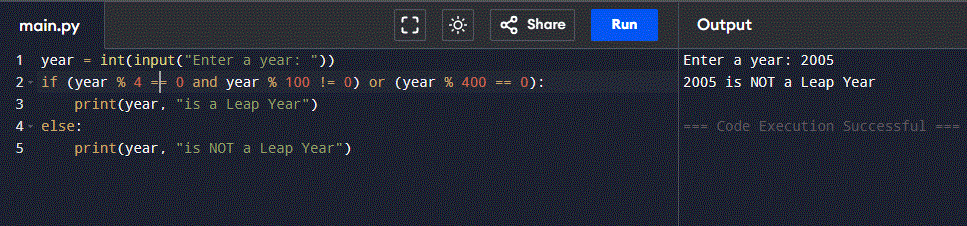 main.py
Share
Run
Output
1 year = int(input("Enter a year: "))
2 if (year % 4 == 0 and year % 100 != 0) or (year % 400 == 0):
3 print(year, "is a Leap Year")
4 else:
5 print(year, "is NOT a Leap Year")
Enter a year: 2005
2005 is NOT a Leap Year
=== Code Execution Successful ===